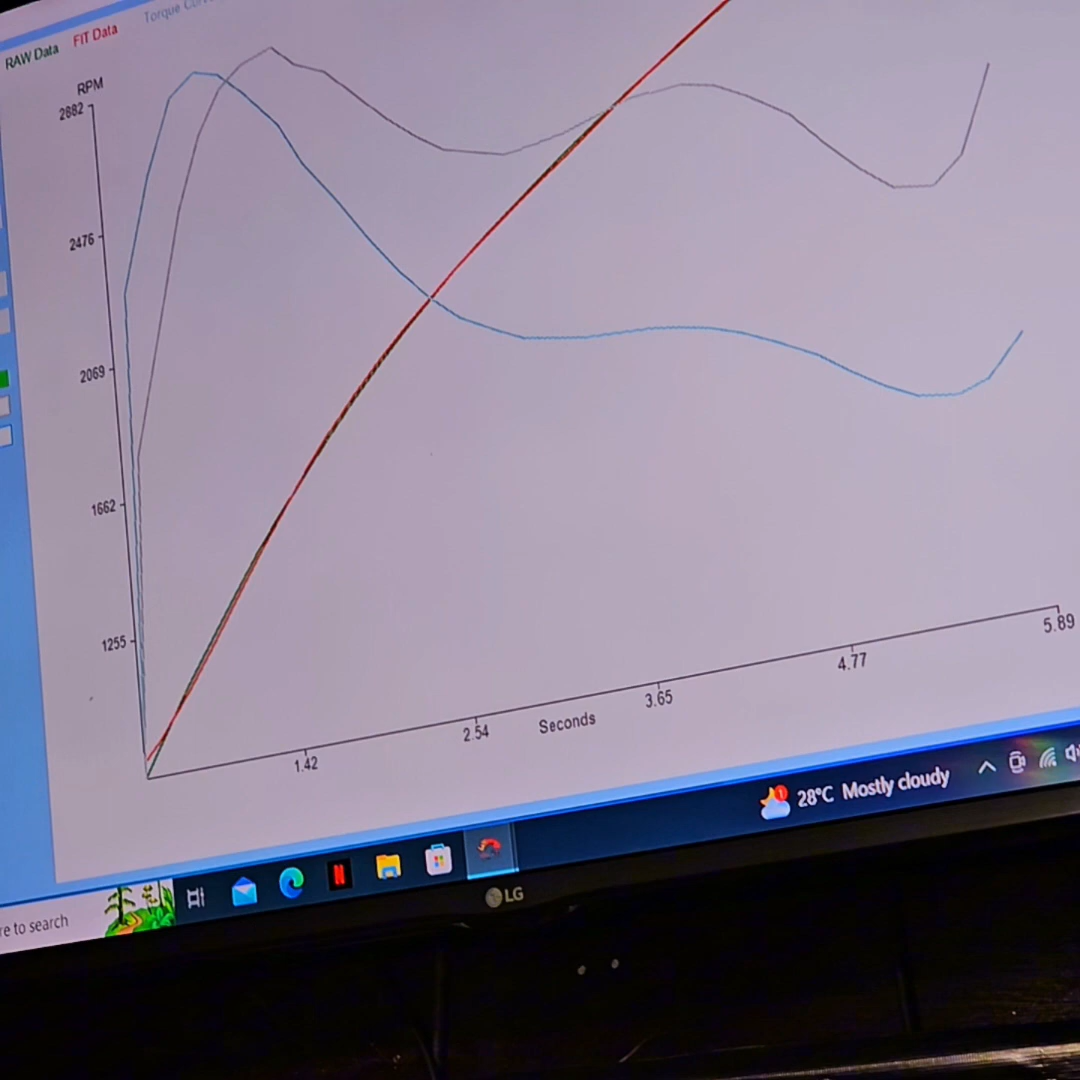 RAW Data FIT Data Torque
RPM
2882
2476
2069
1662
1255
1.42
2.54
Seconds
3.65
4.77
5.89
28°C Mostly cloudy
re to search
LG